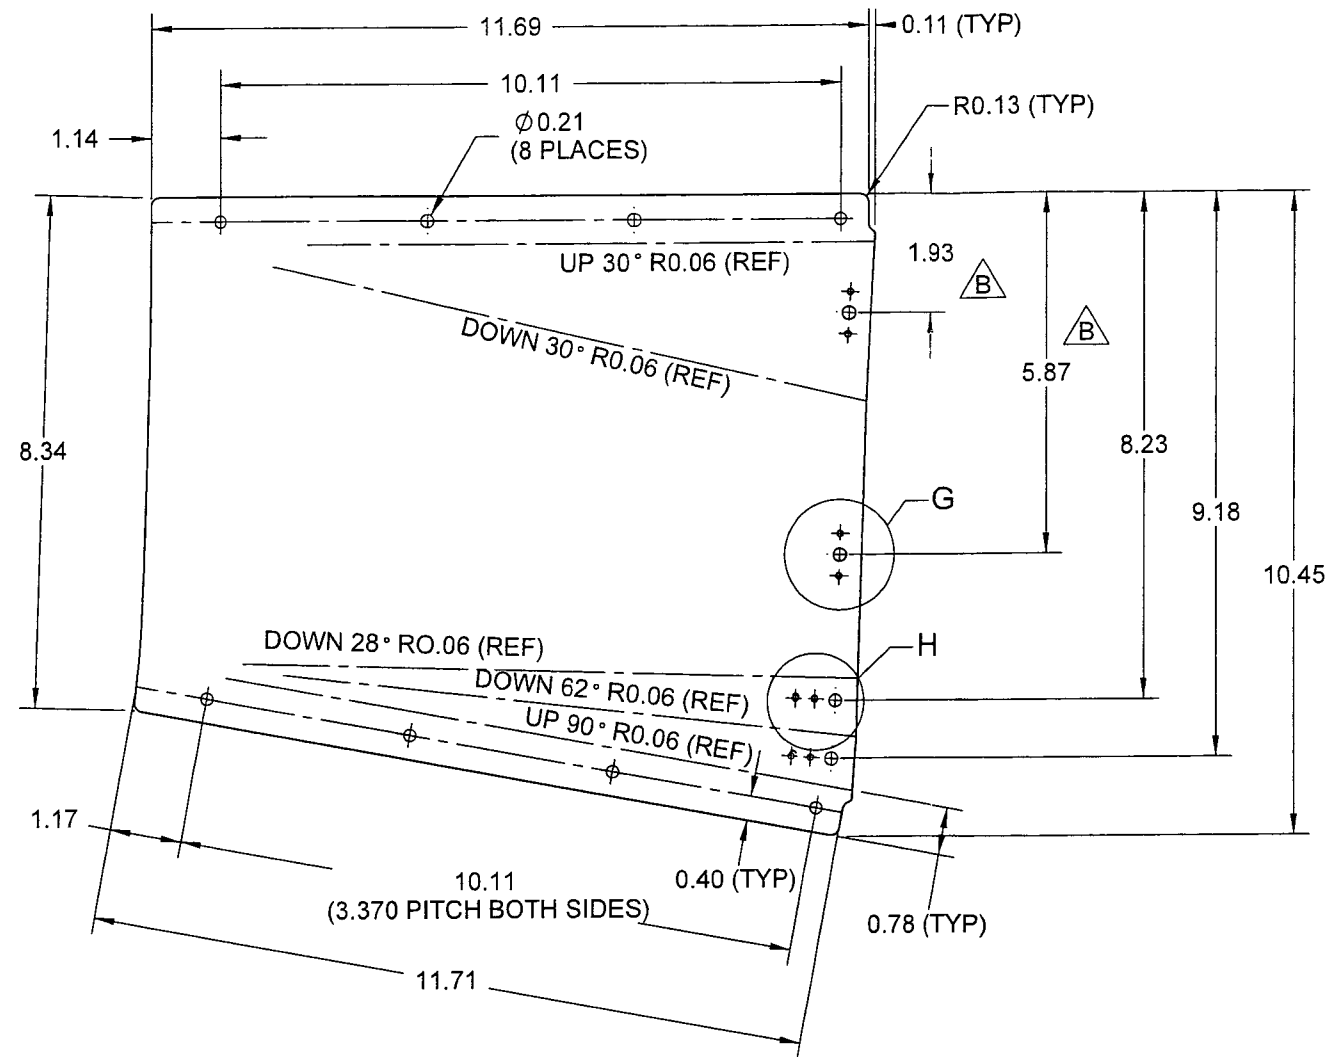 11.69
0.11 (TYP)
10.11
R0.13 (TYP)
1.14
Ø0.21
(8 PLACES)
UP 30° R0.06 (REF)
1.93
B
DOWN 30° R0.06 (REF)
B
5.87
8.34
8.23
G
9.18
10.45
DOWN 28° RO.06 (REF)
H
DOWN 62° R0.06 (REF)
UP 90° R0.06 (REF)
1.17
10.11
(3.370 PITCH BOTH SIDES)
0.40 (TYP)
0.78 (TYP)
11.71